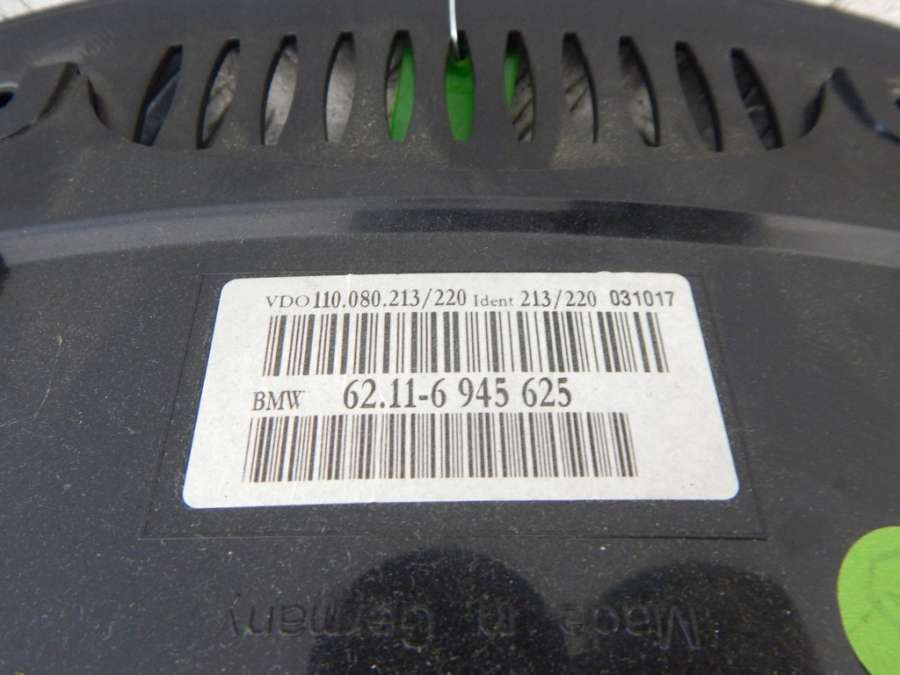 VDO 110.080.213/220 Ident 213/220 031017
BMW 62.11-6 945 625
Made in Germany